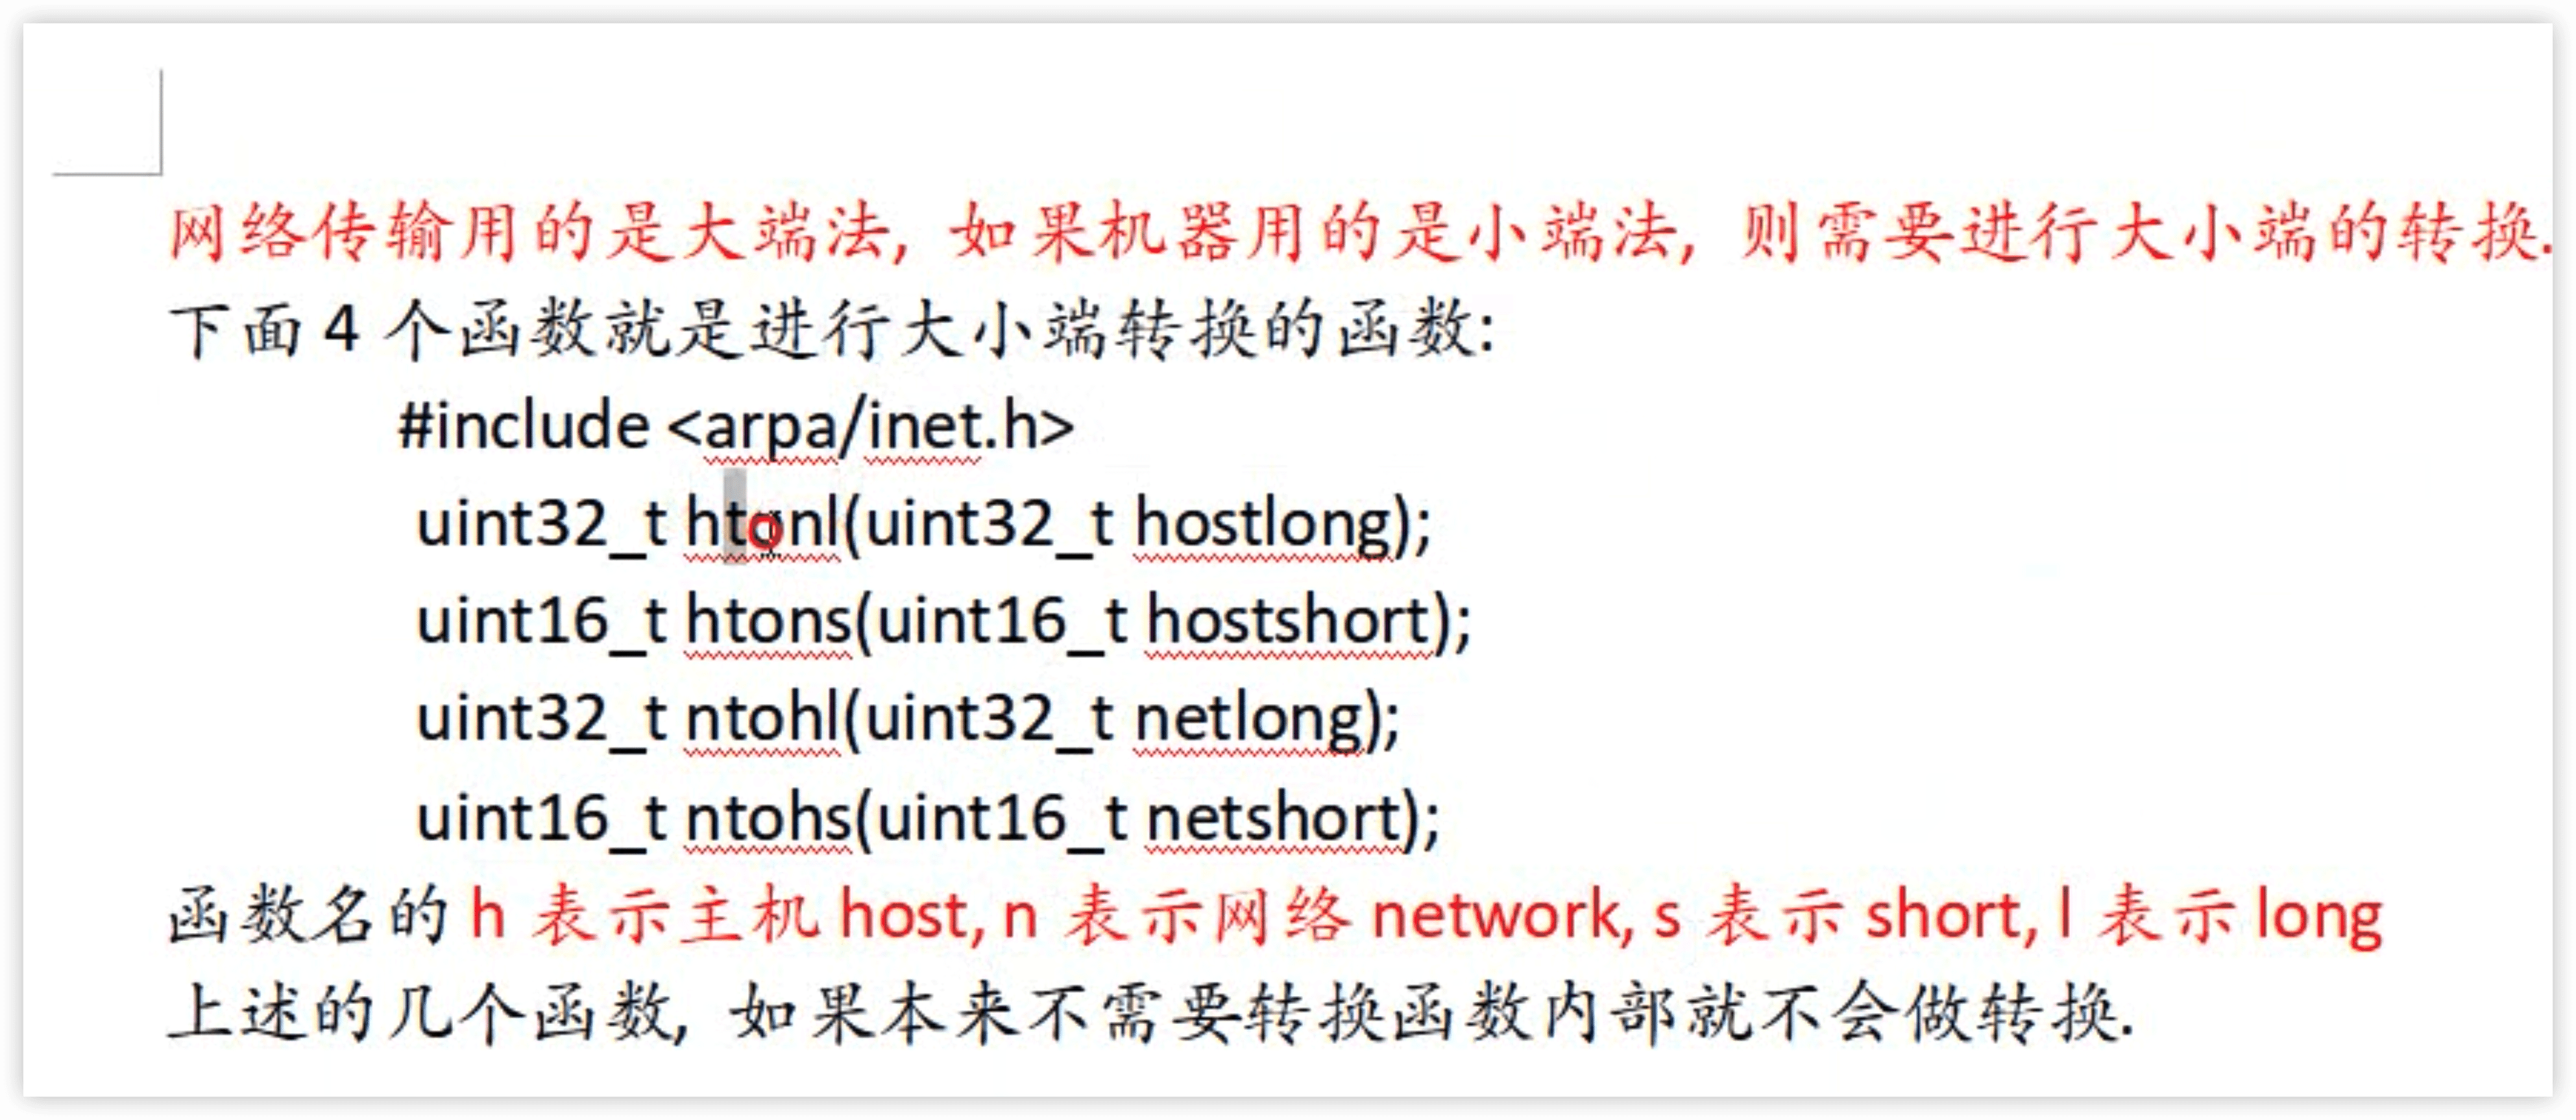 网络传输用的是大端法, 如果机器用的是小端法, 则需要进行大小端的转换.
下面 4 个函数就是进行大小端转换的函数:
#include <arpa/inet.h>
uint32_t htonl(uint32_t hostlong);
uint16_t htons(uint16_t hostshort);
uint32_t ntohl(uint32_t netlong);
uint16_t ntohs(uint16_t netshort);
函数名的 h 表示主机 host, n 表示网络 network, s 表示 short, l 表示 long
上述的几个函数, 如果本来不需要转换函数内部就不会做转换.